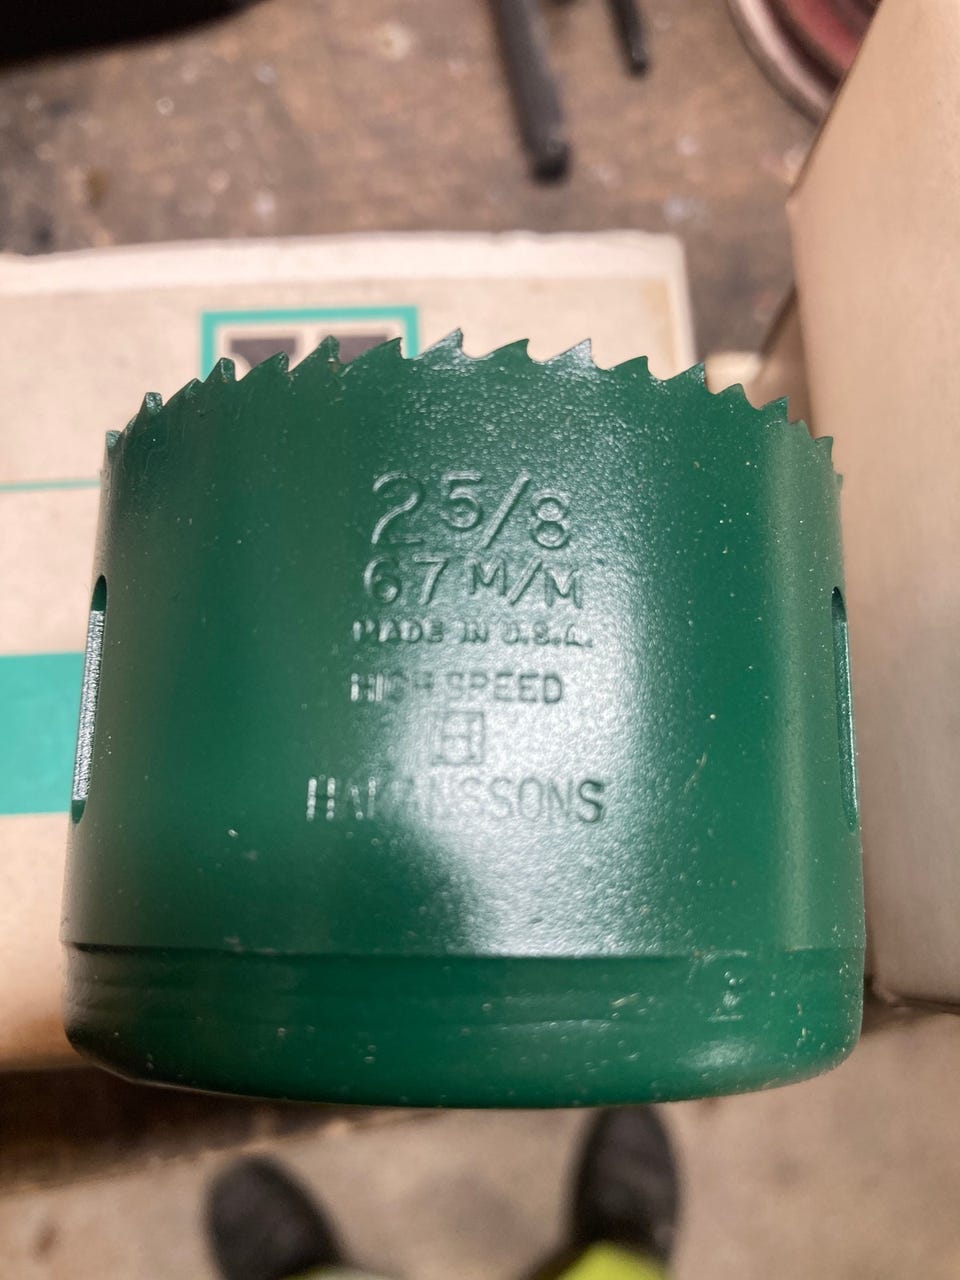 2 5/8
67 M/M
MADE IN U.S.A.
HIGH SPEED
H
HAKANSSONS